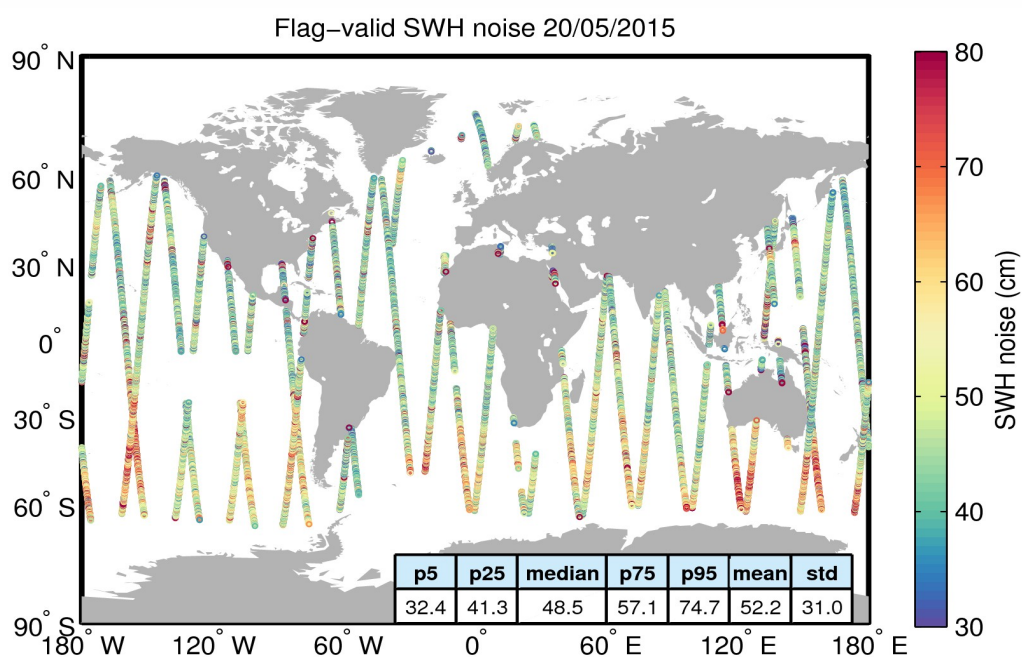 Flag−valid SWH noise 20/05/2015
90° N
60° N
30° N
0°
30° S
60° S
90° S
180° W
120° W
60° W
0°
60° E
120° E
180° E
p5 p25 median p75 p95 mean std
32.4 41.3 48.5 57.1 74.7 52.2 31.0
80
70
60
50
40
30
SWH noise (cm)